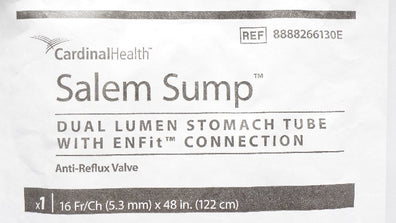 CardinalHealth™
REF 8888266130E
Salem Sump™
DUAL LUMEN STOMACH TUBE
WITH ENFit™ CONNECTION
Anti-Reflux Valve
x1 16 Fr/Ch (5.3 mm) x 48 in. (122 cm)